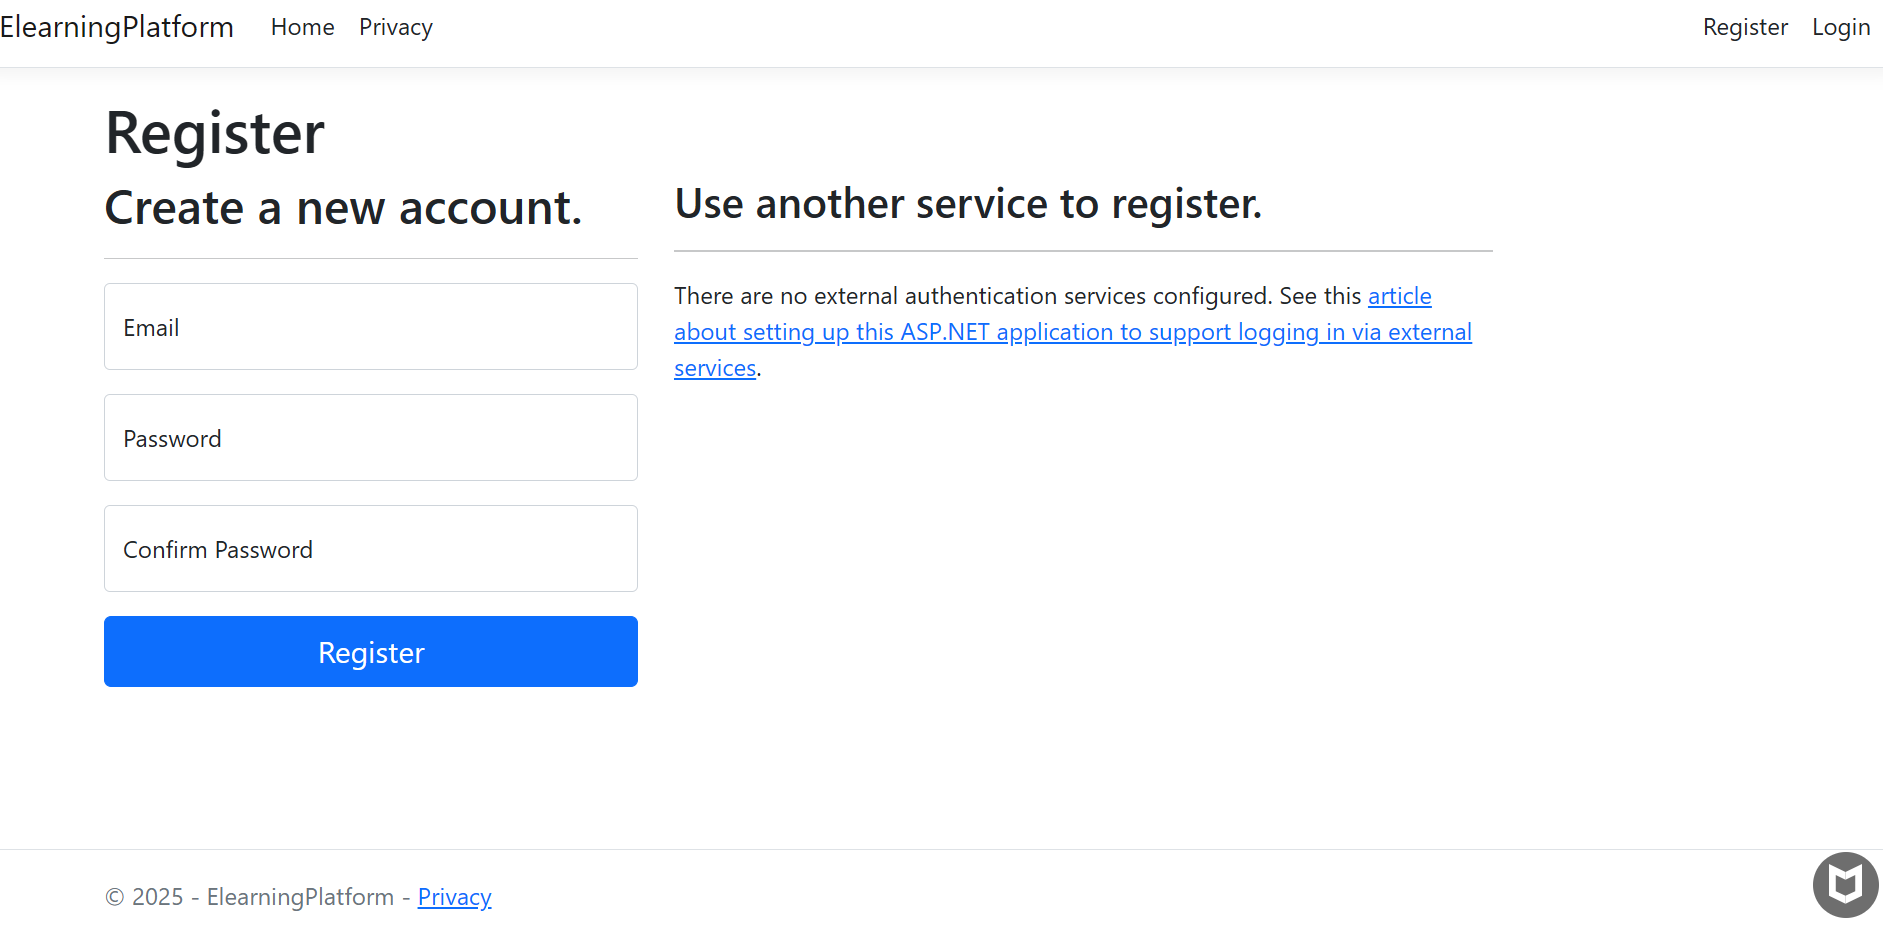 ElearningPlatform Home Privacy Register Login
Register
Create a new account.
Email
Password
Confirm Password
Register
Use another service to register.
There are no external authentication services configured. See this article
about setting up this ASP.NET application to support logging in via external
services.
© 2025 - ElearningPlatform - Privacy